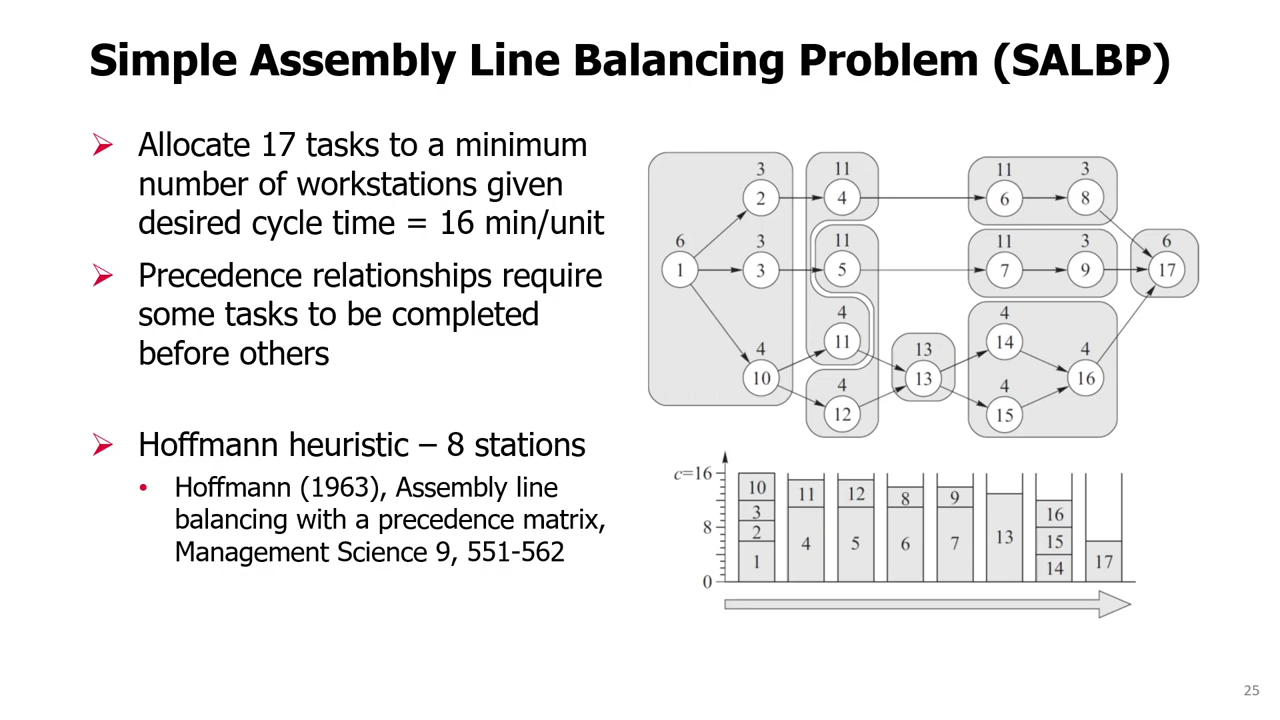 Simple Assembly Line Balancing Problem (SALBP)
➢ Allocate 17 tasks to a minimum
number of workstations given
desired cycle time = 16 min/unit
➢ Precedence relationships require
some tasks to be completed
before others
➢ Hoffmann heuristic – 8 stations
• Hoffmann (1963), Assembly line
balancing with a precedence matrix,
Management Science 9, 551-562
3 11 11 3
2 4 6 8
6 3 11 11 3 6
1 3 5 7 9 17
4 4
11 14
4 13 4
10 13 16
4 4
12 15
c=16
8
0
10 3 2 1
11 4
12 5
8 6
9 7
13
16 15 14
17
25